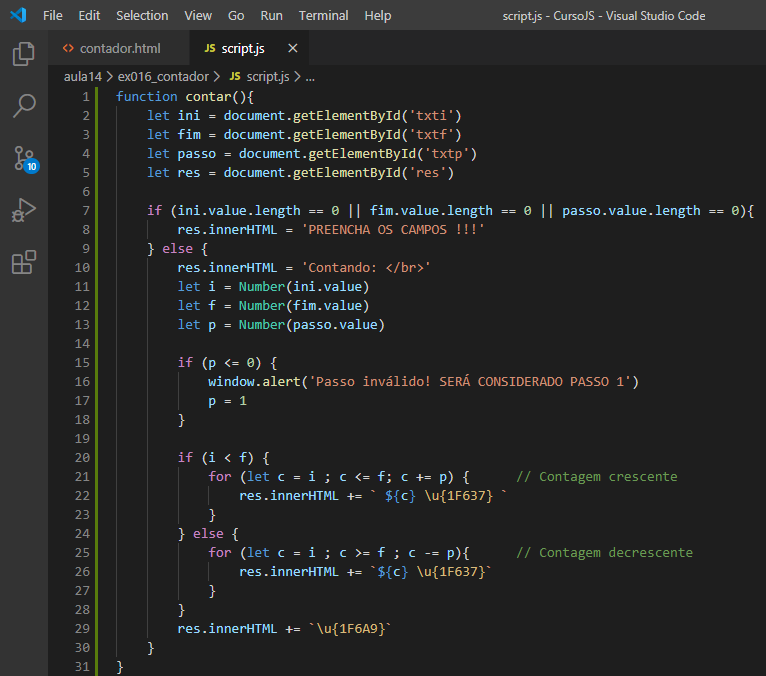 File Edit Selection View Go Run Terminal Help script.js - CursoJS - Visual Studio Code
<> contador.html JS script.js ×
aula14 > ex016_contador > JS script.js > ...
1 function contar(){
2 let ini = document.getElementById('txti')
3 let fim = document.getElementById('txtf')
4 let passo = document.getElementById('txtp')
5 let res = document.getElementById('res')
6
7 if (ini.value.length == 0 || fim.value.length == 0 || passo.value.length == 0){
8 res.innerHTML = 'PREENCHA OS CAMPOS !!!'
9 } else {
10 res.innerHTML = 'Contando: </br>'
11 let i = Number(ini.value)
12 let f = Number(fim.value)
13 let p = Number(passo.value)
14
15 if (p <= 0) {
16 window.alert('Passo inválido! SERÁ CONSIDERADO PASSO 1')
17 p = 1
18 }
19
20 if (i < f) {
21 for (let c = i ; c <= f; c += p) { // Contagem crescente
22 res.innerHTML += ` ${c} \u{1F637} `
23 }
24 } else {
25 for (let c = i ; c >= f ; c -= p){ // Contagem decrescente
26 res.innerHTML += `${c} \u{1F637}`
27 }
28 }
29 res.innerHTML += `\u{1F6A9}`
30 }
31 }
10